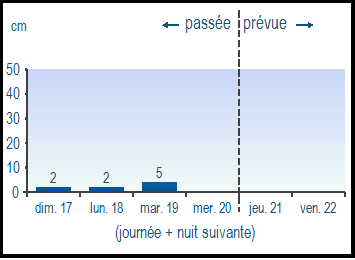 ← passée prévue →
cm
50
40
30
20
10
0
2 2 5
dim. 17 lun. 18 mar. 19 mer. 20 jeu. 21 ven. 22
(journée + nuit suivante)